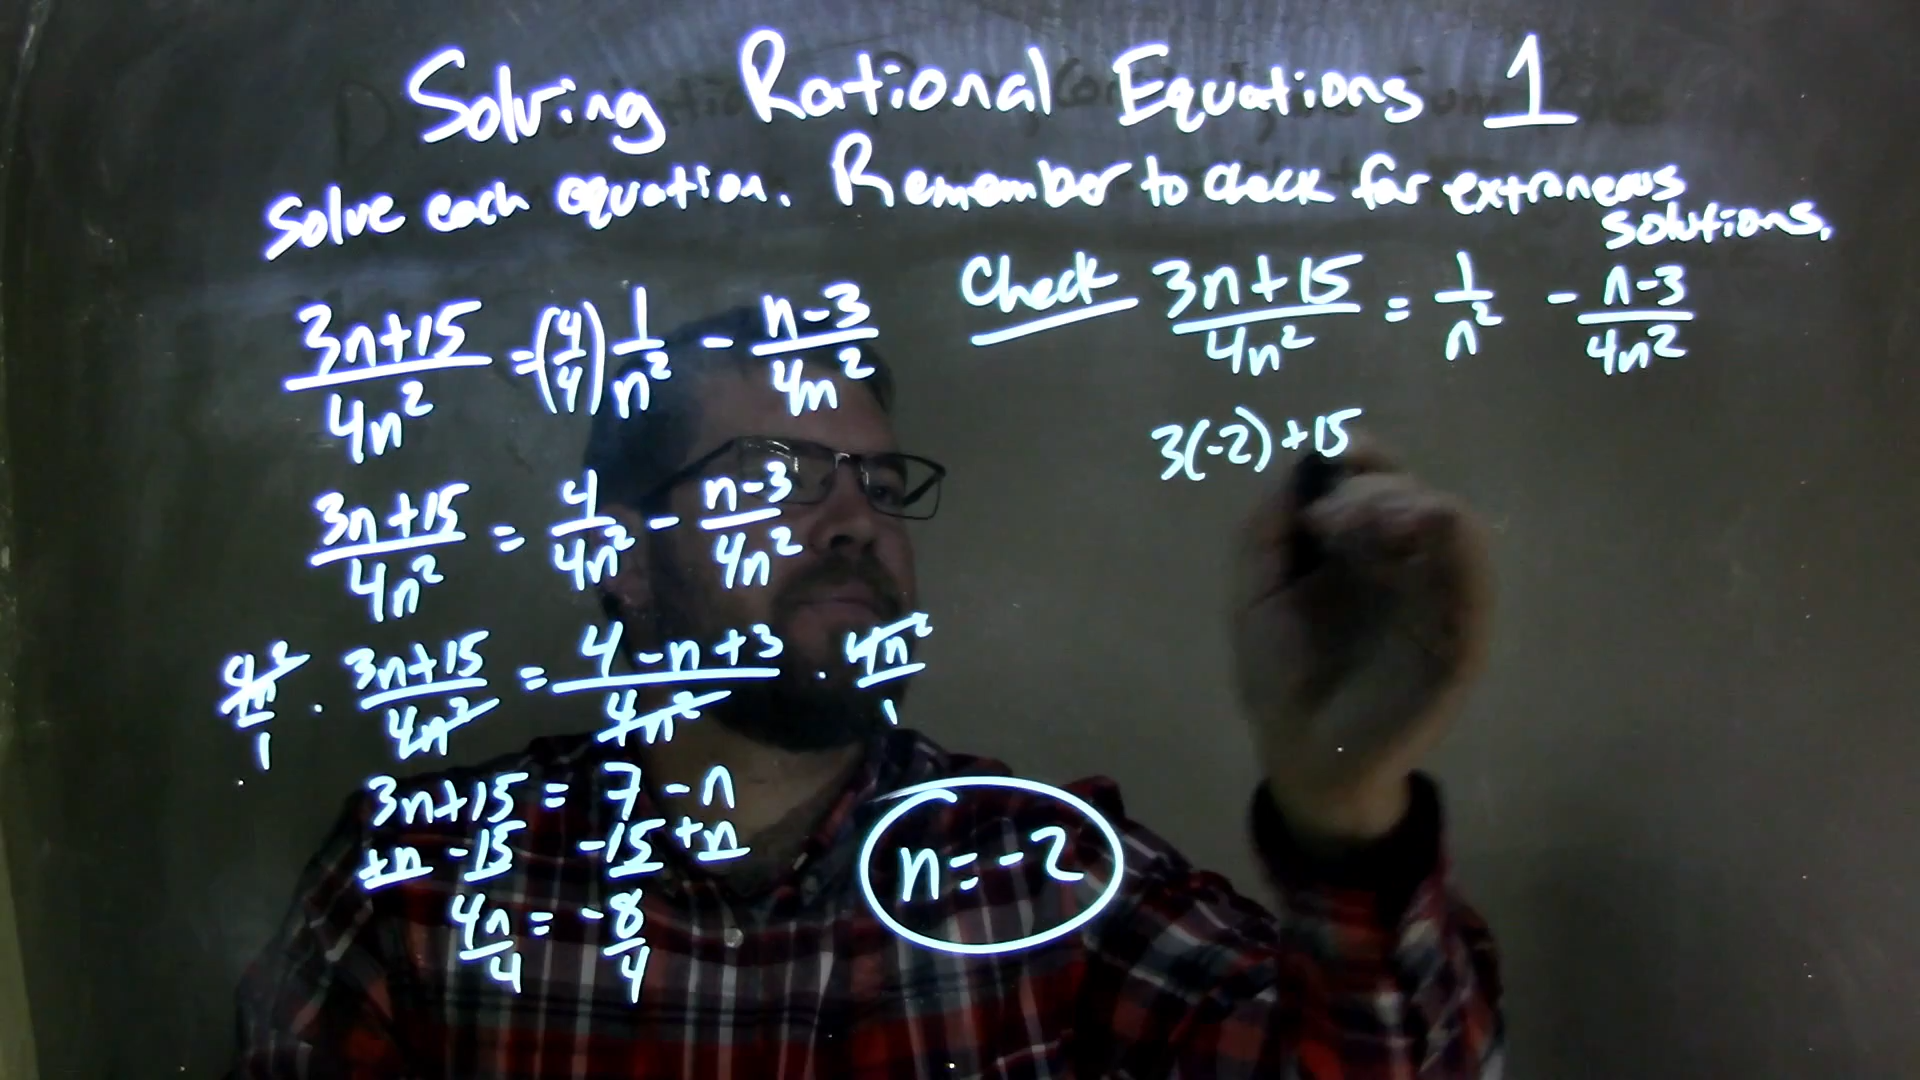 Solving Rational Equations 1
Solve each equation. Remember to check for extraneous solutions.
3n+15/4n² = (4/4) 1/n² - n-3/4n²
3n+15/4n² = 4/4n² - n-3/4n²
4n²/1 · 3n+15/4n² = 4-n+3/4n² · 4n²/1
3n+15 = 7-n
+n -15 -15 +n
4n/4 = -8/4
n=-2
Check 3n+15/4n² = 1/n² - n-3/4n²
3(-2)+15